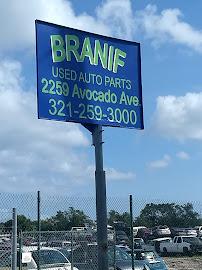 BRANIF
USED AUTO PARTS
2259 Avocado Ave.
321-259-3000